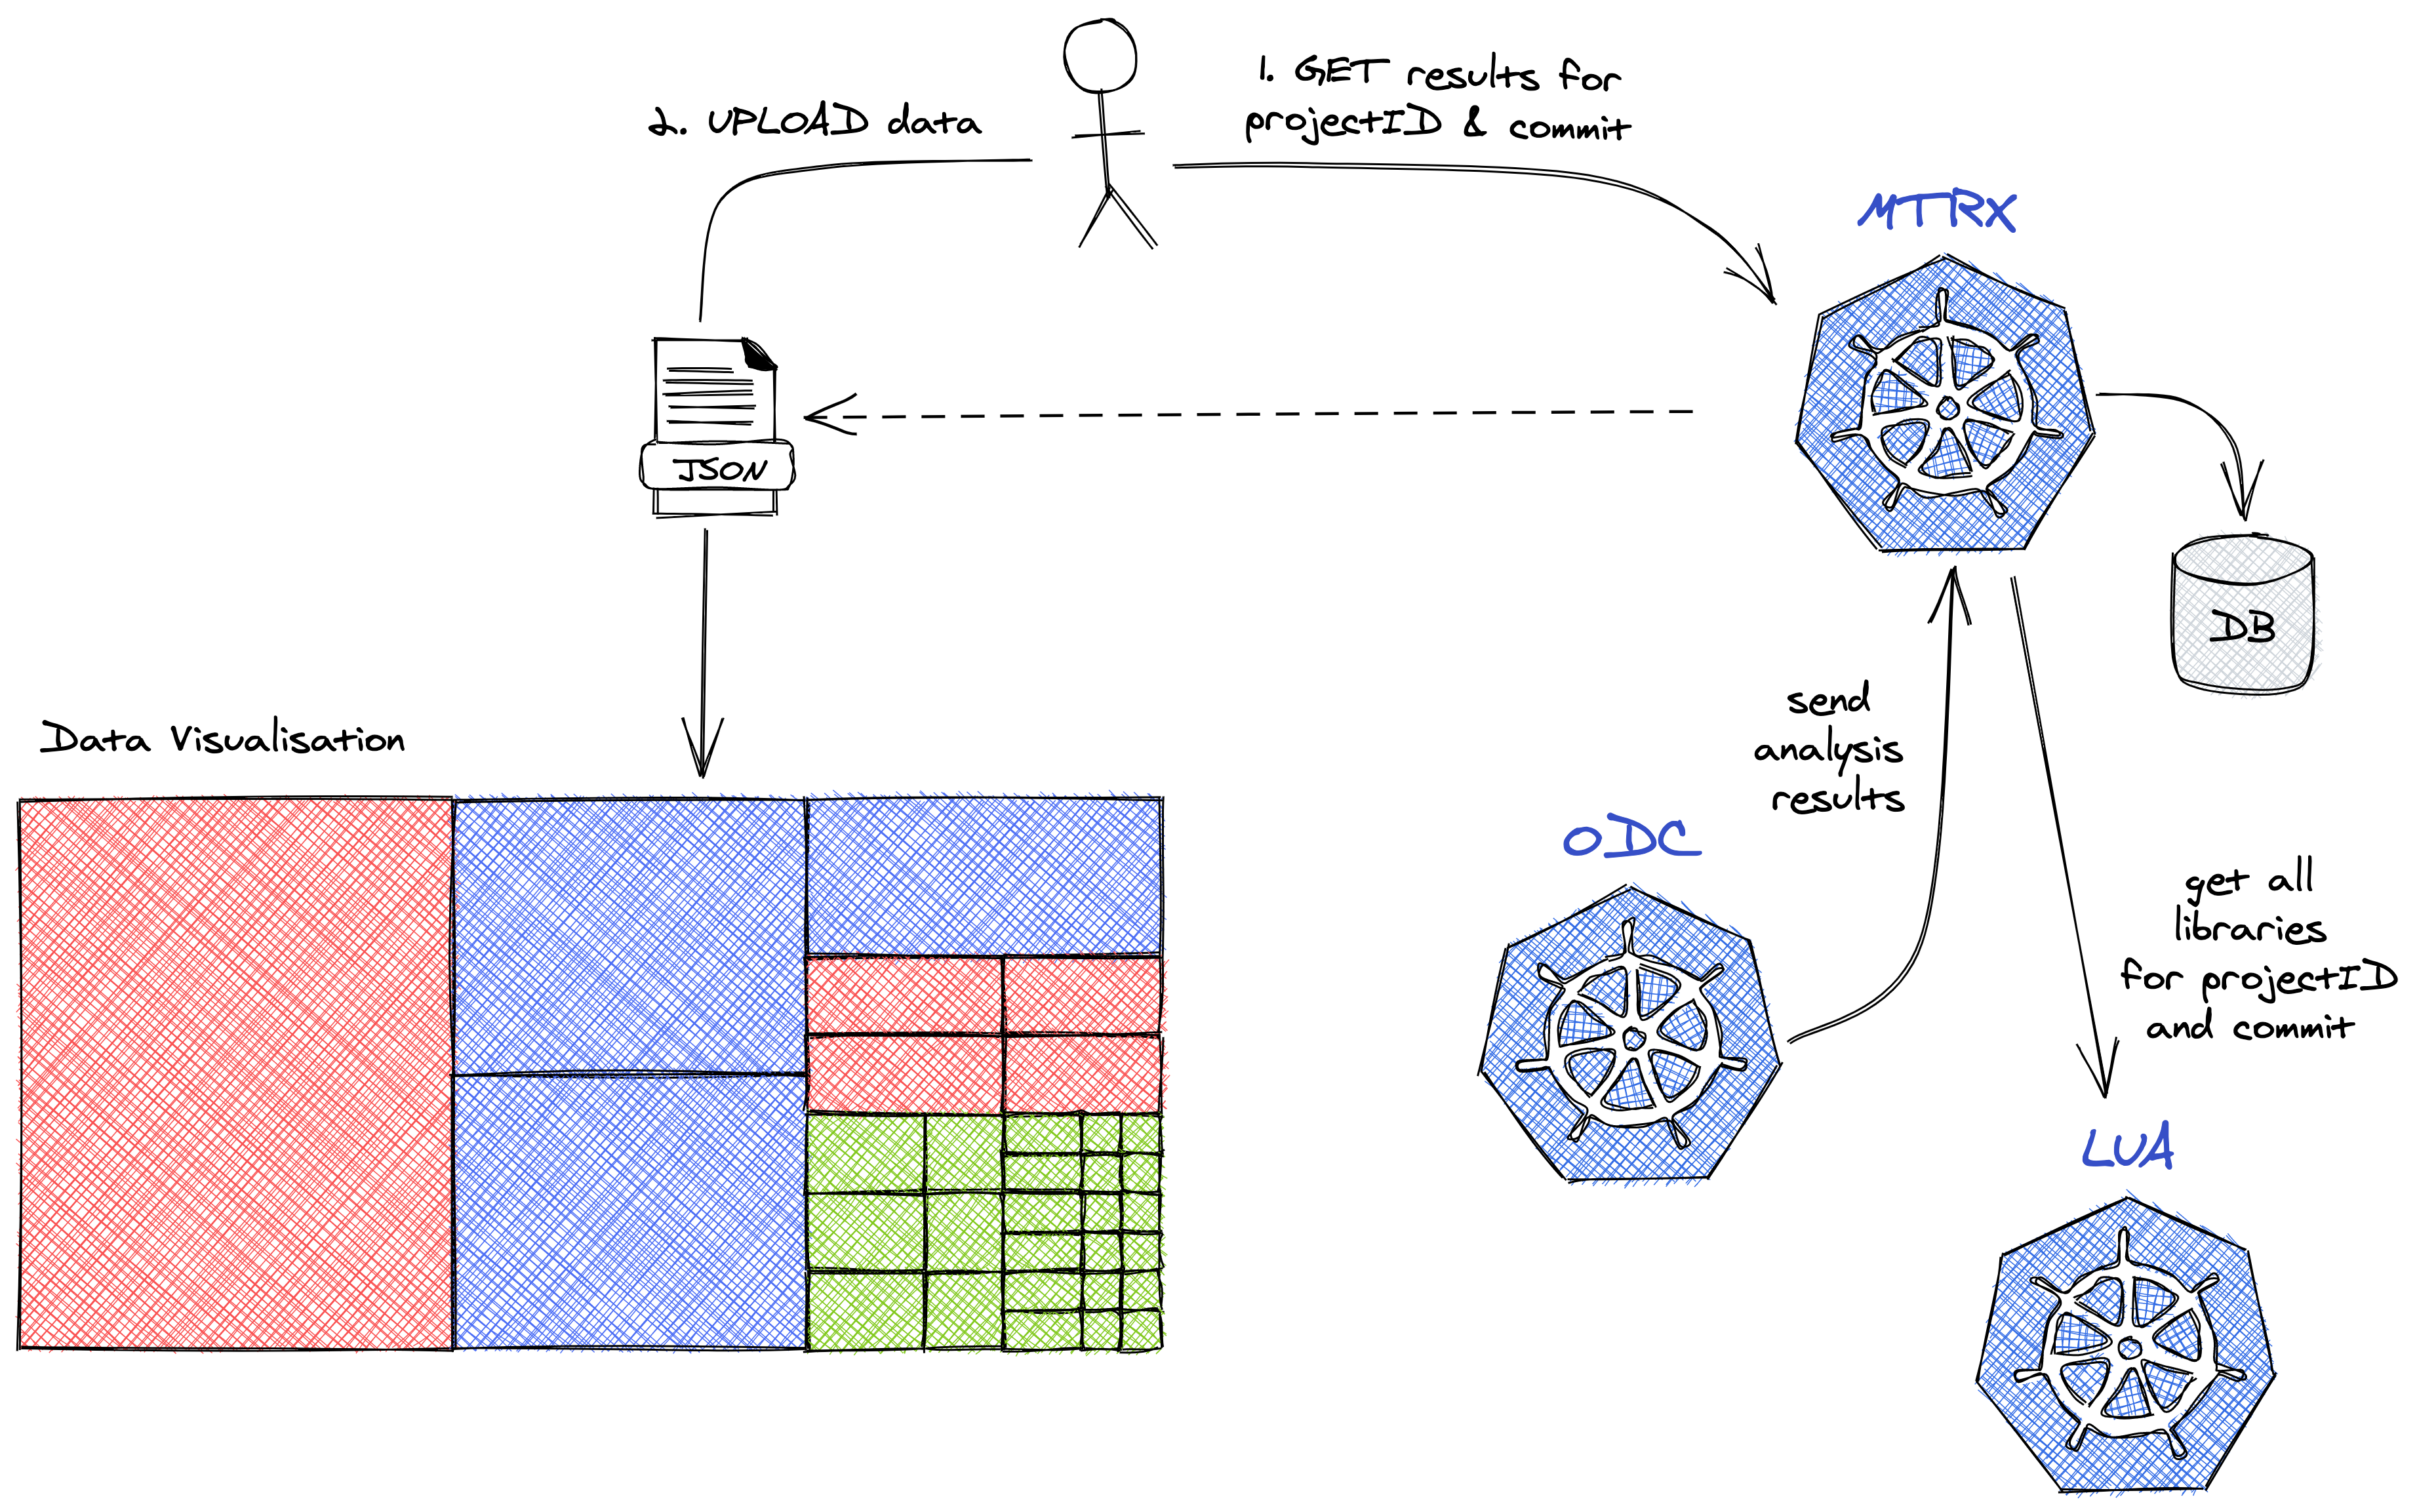 1. GET results for
projectID & commit
2. UPLOAD data
MTRX
JSON
DB
send
analysis
results
Data Visualisation
ODC
get all
libraries
for projectID
and commit
LUA